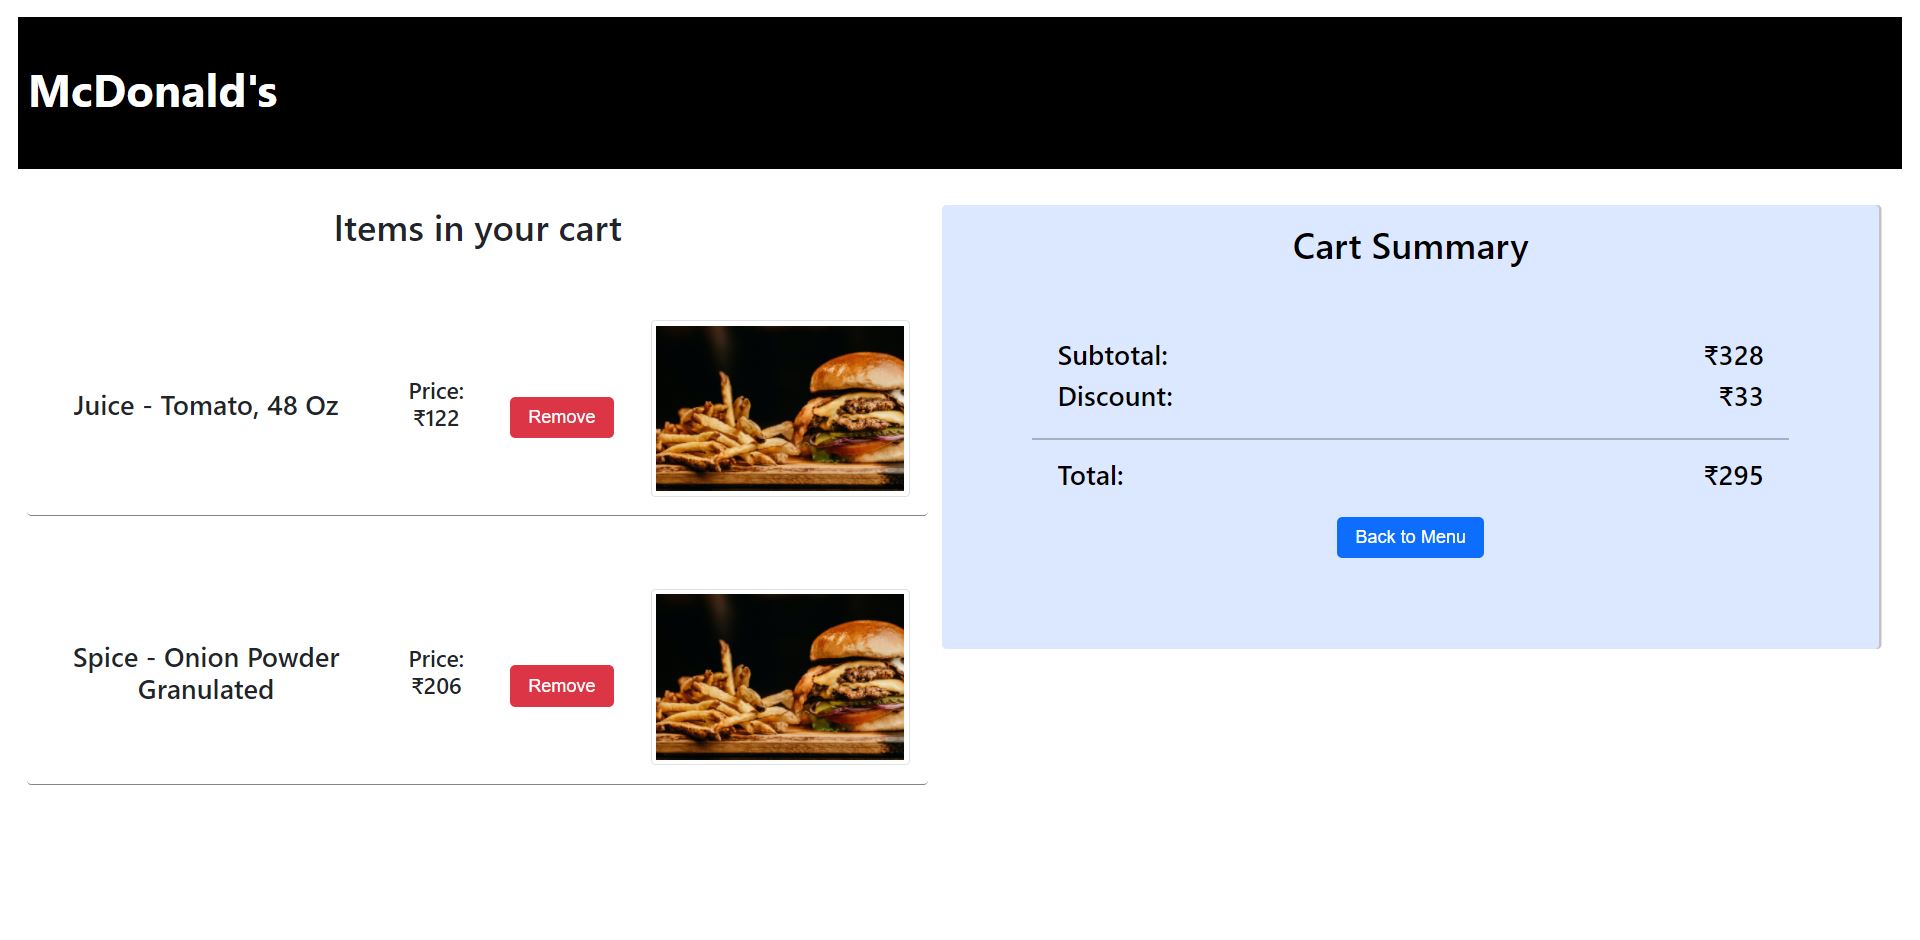 McDonald's
Items in your cart
Juice - Tomato, 48 Oz
Price:
₹122
Remove
Spice - Onion Powder
Granulated
Price:
₹206
Remove
Cart Summary
Subtotal: ₹328
Discount: ₹33
Total: ₹295
Back to Menu